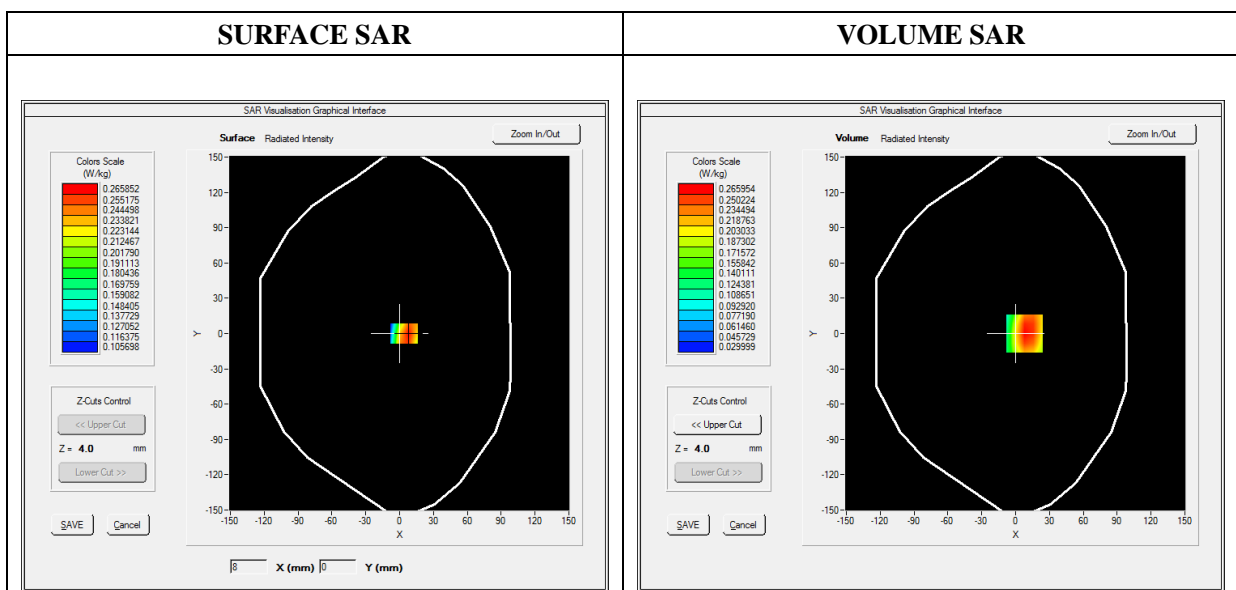 SURFACE SAR
VOLUME SAR
SAR Visualisation Graphical Interface
Surface Radiated Intensity
Zoom In/Out
Colors Scale
(W/kg)
0.265852
0.255175
0.244498
0.233821
0.223144
0.212467
0.201790
0.191113
0.180436
0.169759
0.159082
0.148405
0.137729
0.127052
0.116375
0.105698
Z-Cuts Control
<< Upper Cut
Z = 4.0 mm
Lower Cut >>
SAVE Cancel
150
120
90
60
30
0
-30
-60
-90
-120
-150
Y
-150 -120 -90 -60 -30 0 30 60 90 120 150
X
8 X (mm) 0 Y (mm)
SAR Visualisation Graphical Interface
Volume Radiated Intensity
Zoom In/Out
Colors Scale
(W/kg)
0.265954
0.250224
0.234494
0.218763
0.203033
0.187302
0.171572
0.155842
0.140111
0.124381
0.108651
0.092920
0.077190
0.061460
0.045729
0.029999
Z-Cuts Control
<< Upper Cut
Z = 4.0 mm
Lower Cut >>
SAVE Cancel
150
120
90
60
30
0
-30
-60
-90
-120
-150
Y
-150 -120 -90 -60 -30 0 30 60 90 120 150
X